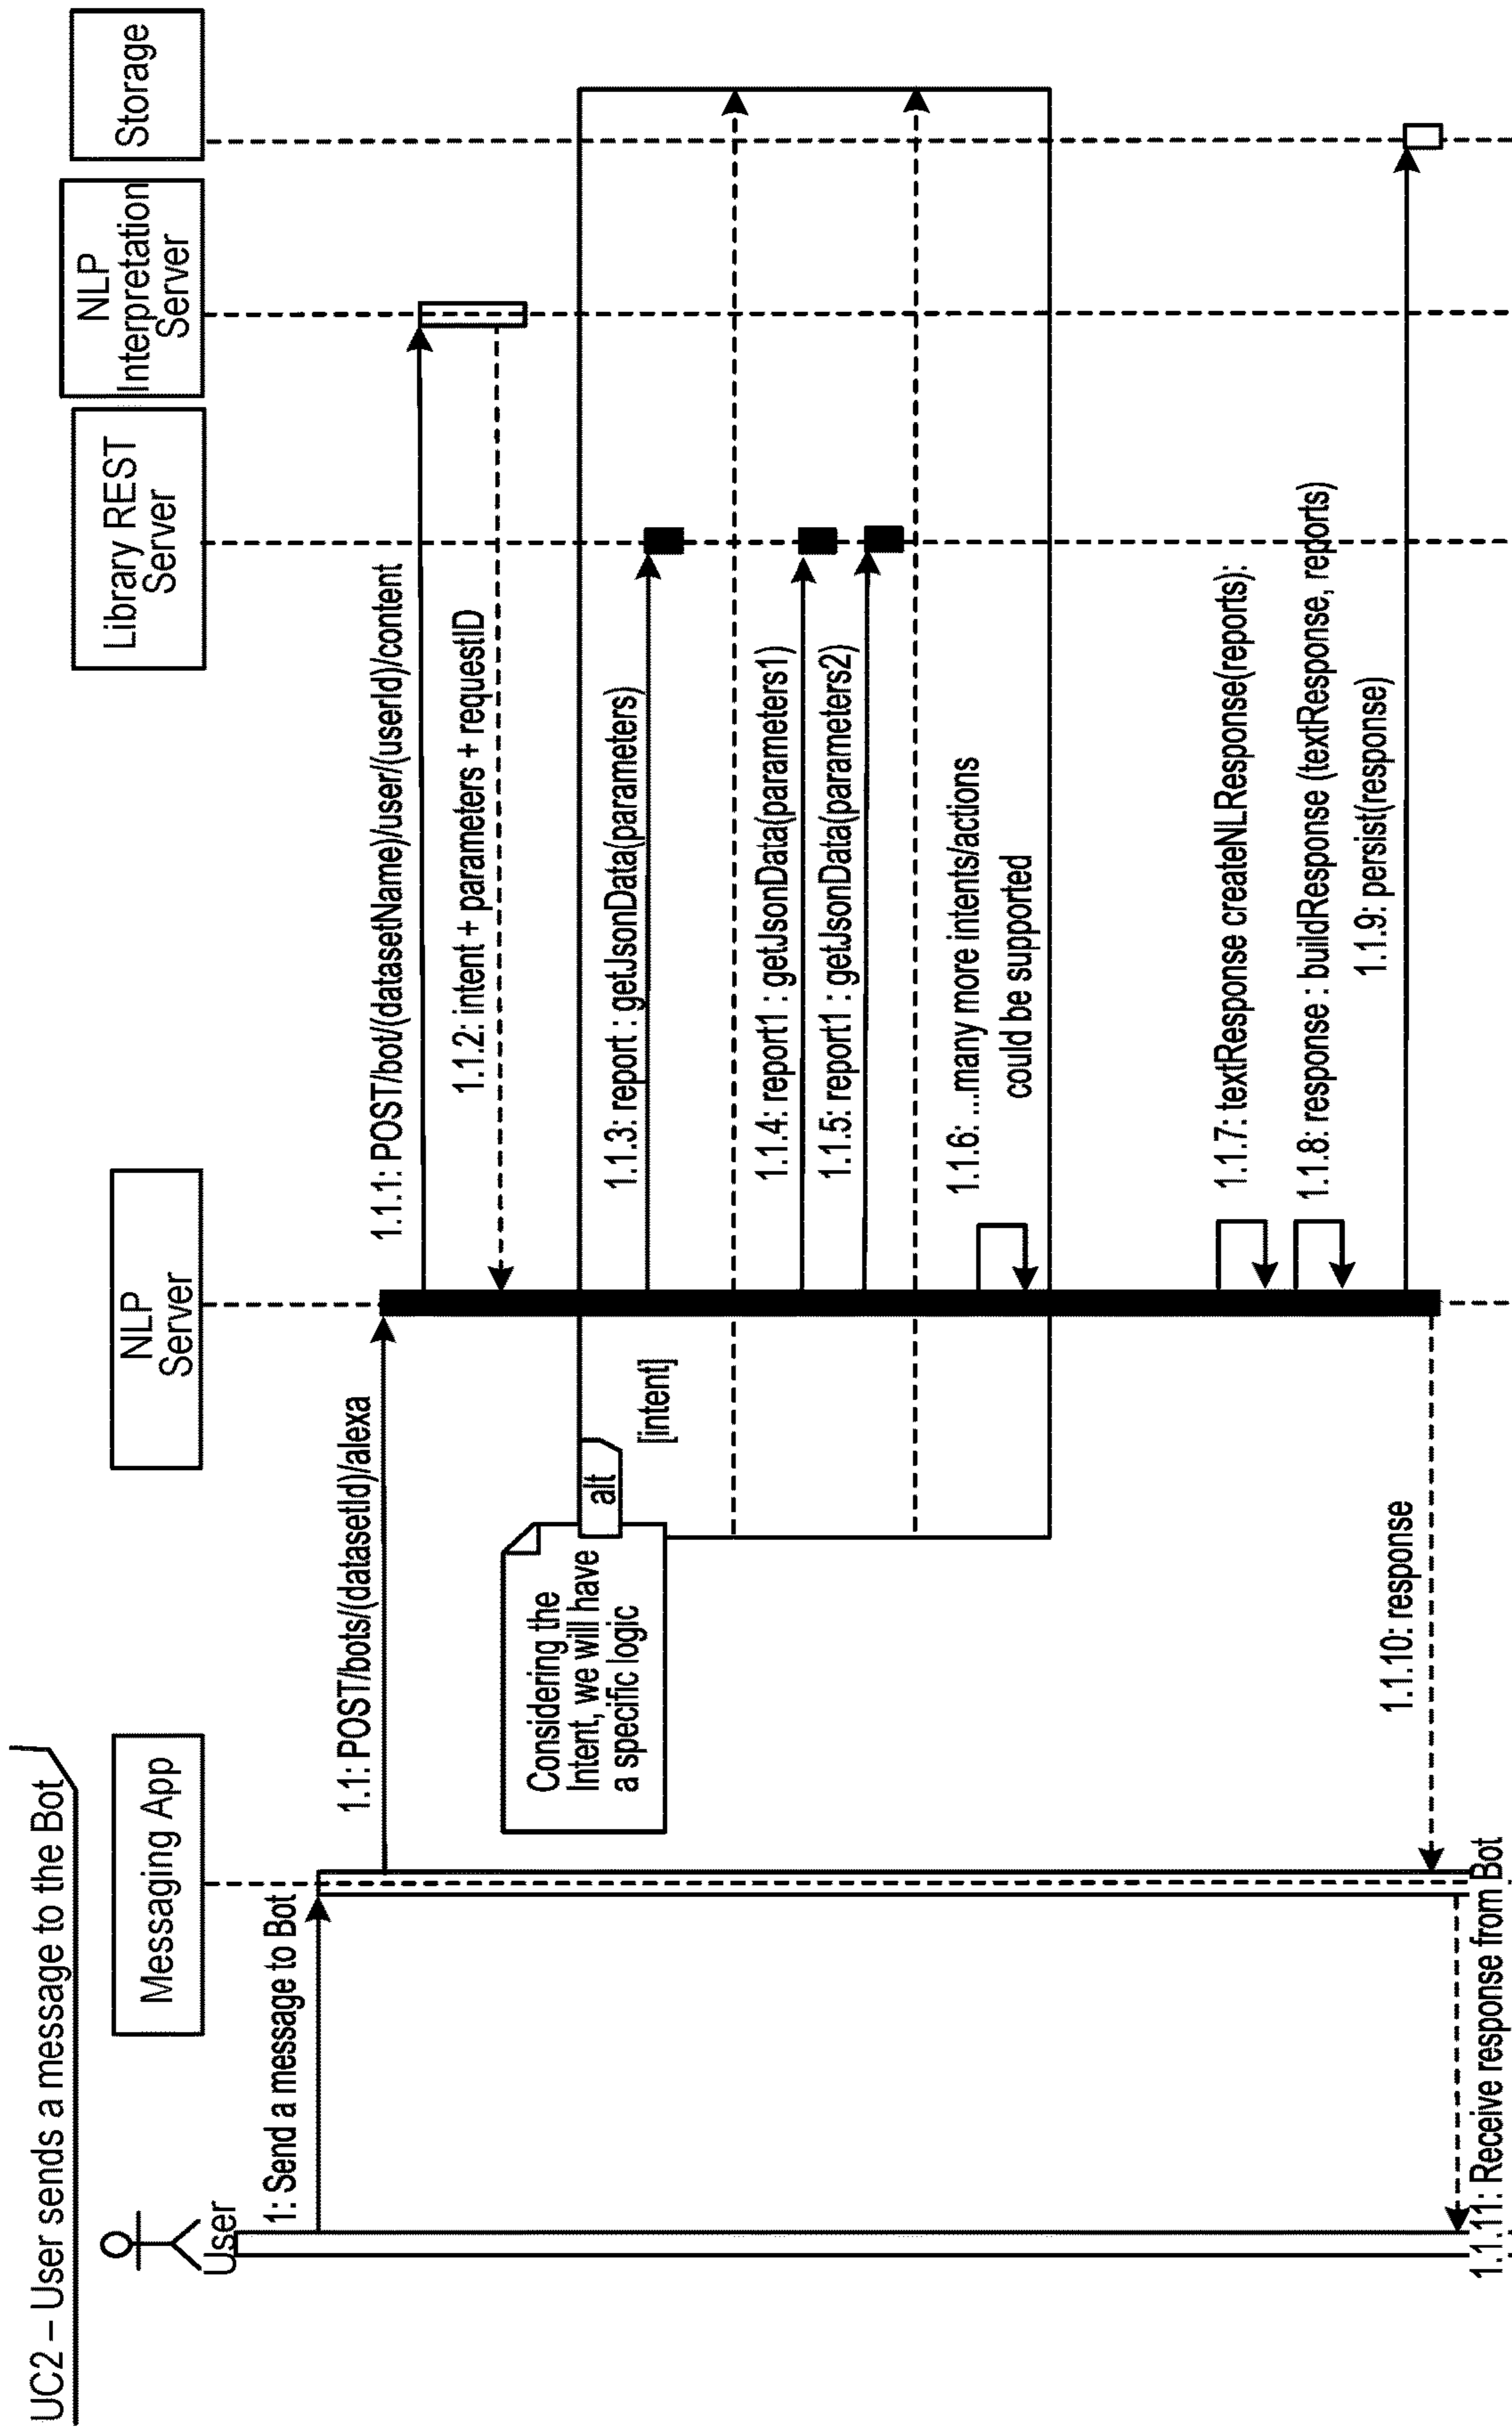 UC2 – User sends a message to the Bot
User
Messaging App
NLP
Server
Library REST
Server
NLP
Interpretation
Server
Storage
1: Send a message to Bot
1.1: POST/bots/(datasetId)/alexa
1.1.1: POST/bot/(datasetName)/user/(userId)/content
1.1.2: intent + parameters + requestID
Considering the
Intent, we will have
a specific logic
alt
[intent]
1.1.3: report : getJsonData(parameters)
1.1.4: report1 : getJsonData(parameters1)
1.1.5: report1 : getJsonData(parameters2)
1.1.6: ...many more intents/actions
could be supported
1.1.7: textResponse createNLResponse(reports):
1.1.8: response : buildResponse (textResponse, reports)
1.1.9: persist(response)
1.1.10: response
1.1.11: Receive response from Bot